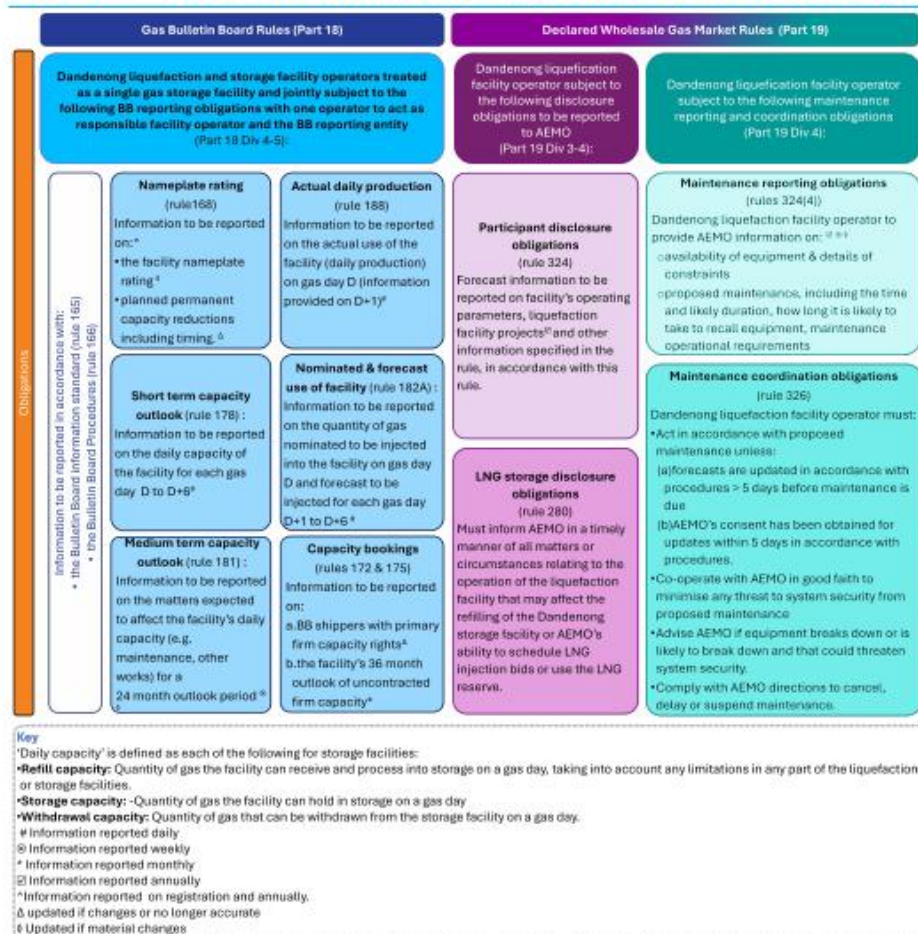 Gas Bulletin Board Rules (Part 18)
Declared Wholesale Gas Market Rules (Part 19)
Obligations
Dandenong liquefaction and storage facility operators treated
as a single gas storage facility and jointly subject to the
following BB reporting obligations with one operator to act as
responsible facility operator and the BB reporting entity
(Part 18 Div 4-5):
Dandenong liquefication
facility operator subject to
the following disclosure
obligations to be reported
to AEMO
(Part 19 Div 3-4):
Dandenong liquefication facility operator
subject to the following maintenance
reporting and coordination obligations
(Part 19 Div 4):
Information to be reported in accordance with:
• the Bulletin Board information standard (rule 165)
• the Bulletin Board Procedures (rule 166)
Nameplate rating
(rule168)
Information to be reported
on:^
•the facility nameplate
rating ◊
•planned permanent
capacity reductions
including timing. Δ
Short term capacity
outlook (rule 178) :
Information to be reported
on the daily capacity of
the facility for each gas
day D to D+6#
Medium term capacity
outlook (rule 181) :
Information to be reported
on the matters expected
to affect the facility's daily
capacity (e.g.
maintenance, other
works) for a
24 month outlook period
Actual daily production
(rule 188)
Information to be reported
on the actual use of the
facility (daily production)
on gas day D (information
provided on D+1)#
Nominated & forecast
use of facility (rule 182A) :
Information to be reported
on the quantity of gas
nominated to be injected
into the facility on gas day
D and forecast to be
injected for each gas day
D+1 to D+6 #
Capacity bookings
(rules 172 & 175)
Information to be reported
on:
a.BB shippers with primary
firm capacity rights Δ
b.the facility's 36 month
outlook of uncontracted
firm capacity*
Participant disclosure
obligations
(rule 324)
Forecast information to be
reported on facility's operating
parameters, liquefaction
facility projects☑ and other
information specified in the
rule, in accordance with this
rule.
LNG storage disclosure
obligations
(rule 280)
Must inform AEMO in a timely
manner of all matters or
circumstances relating to the
operation of the liquefaction
facility that may affect the
refilling of the Dandenong
storage facility or AEMO's
ability to schedule LNG
injection bids or use the LNG
reserve.
Maintenance reporting obligations
(rules 324(4))
Dandenong liquefaction facility operator to
provide AEMO information on:
○availability of equipment & details of
constraints
○proposed maintenance, including the time
and likely duration, how long it is likely to
take to recall equipment, maintenance
operational requirements
Maintenance coordination obligations
(rule 326)
Dandenong liquefaction facility operator must:
•Act in accordance with proposed
maintenance unless:
(a)forecasts are updated in accordance with
procedures > 5 days before maintenance is
due
(b)AEMO's consent has been obtained for
updates within 5 days in accordance with
procedures.
•Co-operate with AEMO in good faith to
minimise any threat to system security from
proposed maintenance
•Advise AEMO if equipment breaks down or is
likely to break down and that could threaten
system security.
•Comply with AEMO directions to cancel,
delay or suspend maintenance.
Key
'Daily capacity' is defined as each of the following for storage facilities:
•Refill capacity: Quantity of gas the facility can receive and process into storage on a gas day, taking into account any limitations in any part of the liquefaction
or storage facilities.
•Storage capacity: -Quantity of gas the facility can hold in storage on a gas day
•Withdrawal capacity: Quantity of gas that can be withdrawn from the storage facility on a gas day.
# Information reported daily
⊛ Information reported weekly
* Information reported monthly
☑ Information reported annually
^Information reported on registration and annually.
Δ updated if changes or no longer accurate
◊ Updated if material changes